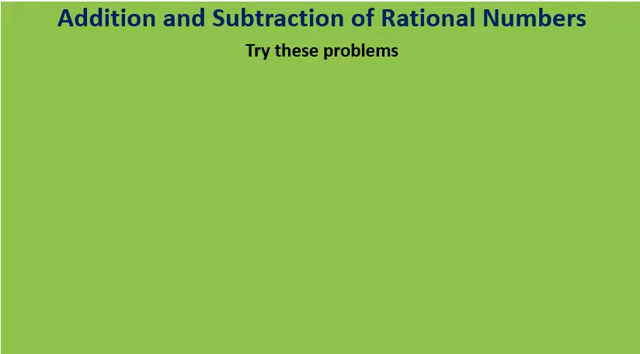 Addition and Subtraction of Rational Numbers
Try these problems